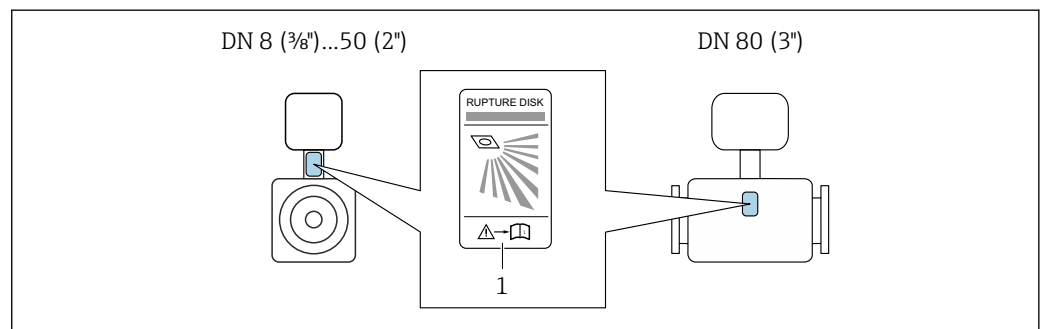 DN 8 (⅜")...50 (2")
DN 80 (3")
RUPTURE DISK
i
1